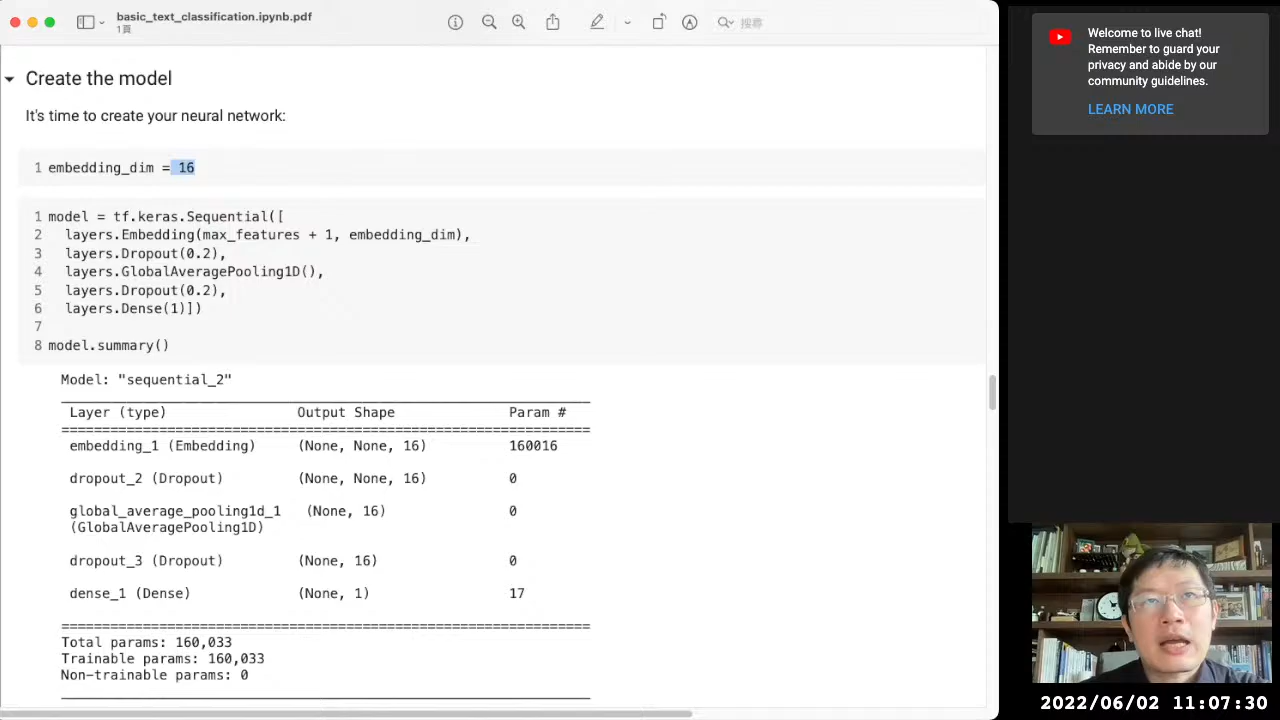 basic_text_classification.ipynb.pdf
1頁
搜尋
Create the model
It's time to create your neural network:
1 embedding_dim = 16
1 model = tf.keras.Sequential([
2 layers.Embedding(max_features + 1, embedding_dim),
3 layers.Dropout(0.2),
4 layers.GlobalAveragePooling1D(),
5 layers.Dropout(0.2),
6 layers.Dense(1)])
7
8 model.summary()
Model: "sequential_2"
Layer (type) Output Shape Param #
embedding_1 (Embedding) (None, None, 16) 160016
dropout_2 (Dropout) (None, None, 16) 0
global_average_pooling1d_1 (None, 16) 0
(GlobalAveragePooling1D)
dropout_3 (Dropout) (None, 16) 0
dense_1 (Dense) (None, 1) 17
Total params: 160,033
Trainable params: 160,033
Non-trainable params: 0
Welcome to live chat!
Remember to guard your
privacy and abide by our
community guidelines.
LEARN MORE
2022/06/02 11:07:30